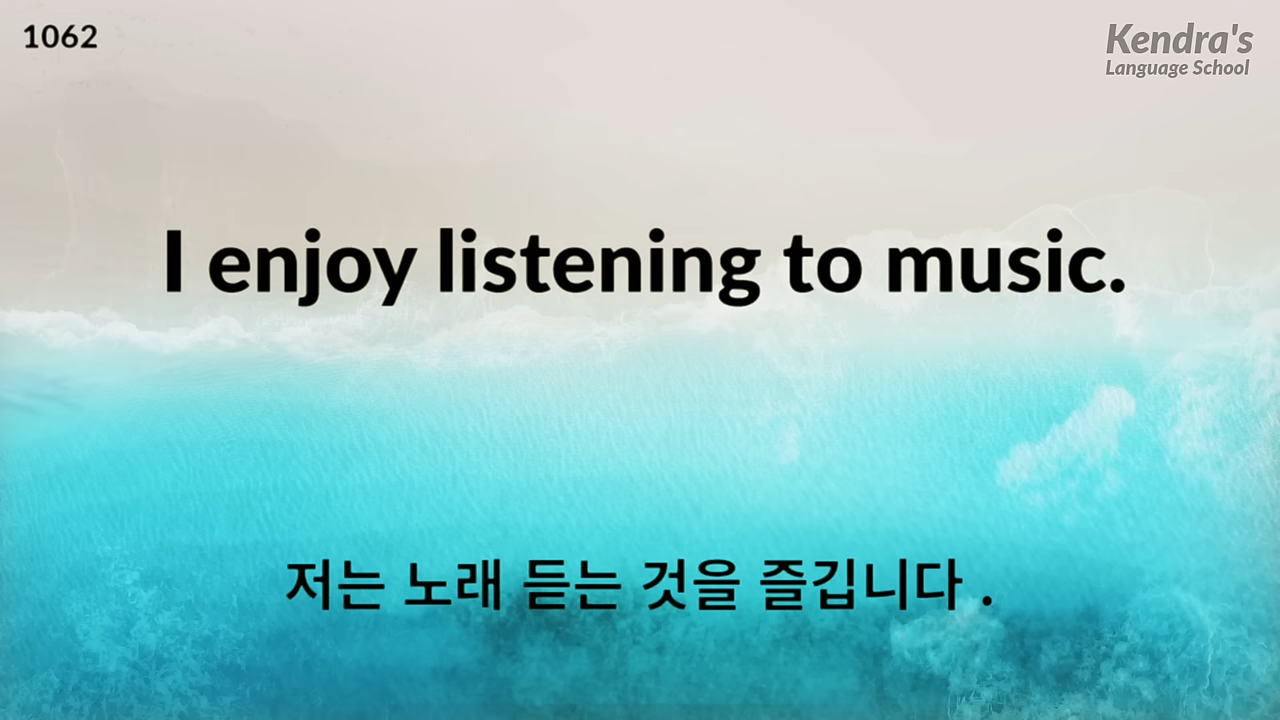 1062
Kendra's
Language School
I enjoy listening to music.
저는 노래 듣는 것을 즐깁니다 .